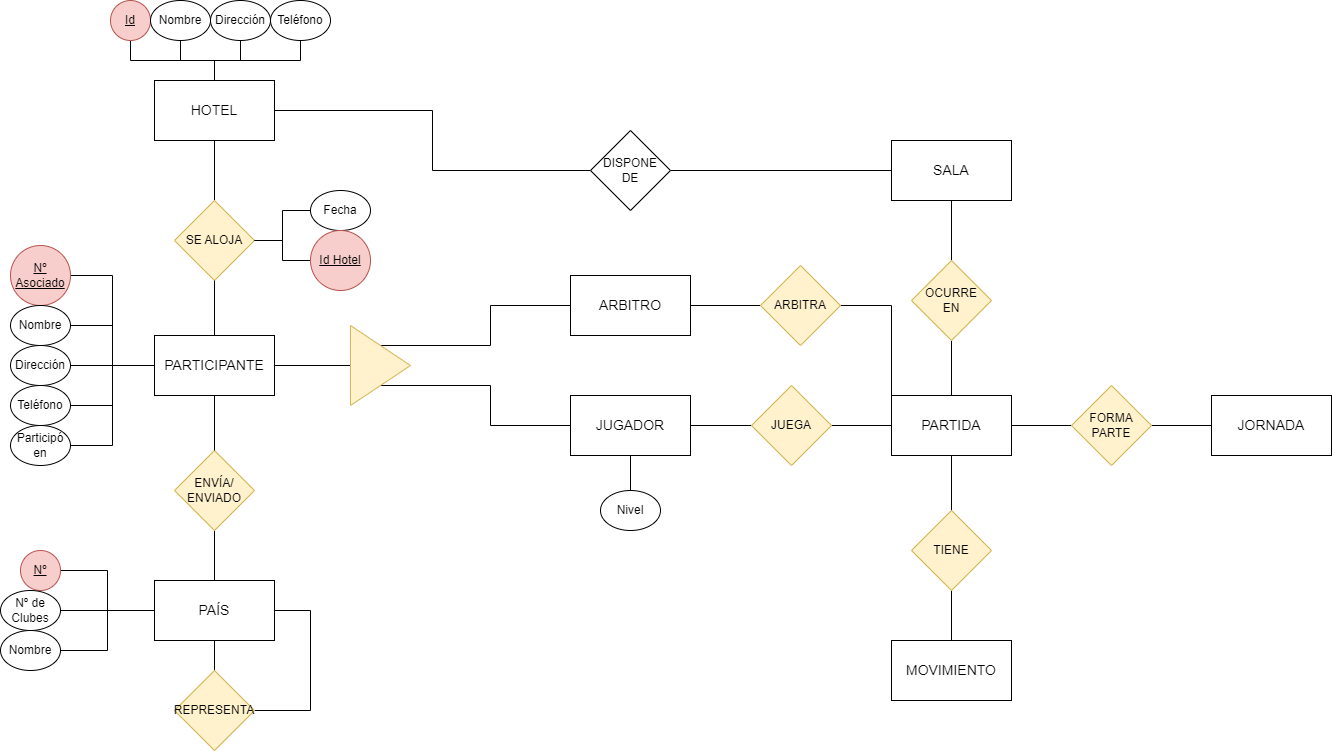 Id
Nombre
Dirección
Teléfono
HOTEL
DISPONE
DE
SALA
Fecha
SE ALOJA
Id Hotel
Nº
Asociado
Nombre
Dirección
Teléfono
Participó
en
PARTICIPANTE
ARBITRO
ARBITRA
OCURRE
EN
JUGADOR
JUEGA
PARTIDA
FORMA
PARTE
JORNADA
Nivel
ENVÍA/
ENVIADO
TIENE
Nº
Nº de
Clubes
Nombre
PAÍS
MOVIMIENTO
REPRESENTA